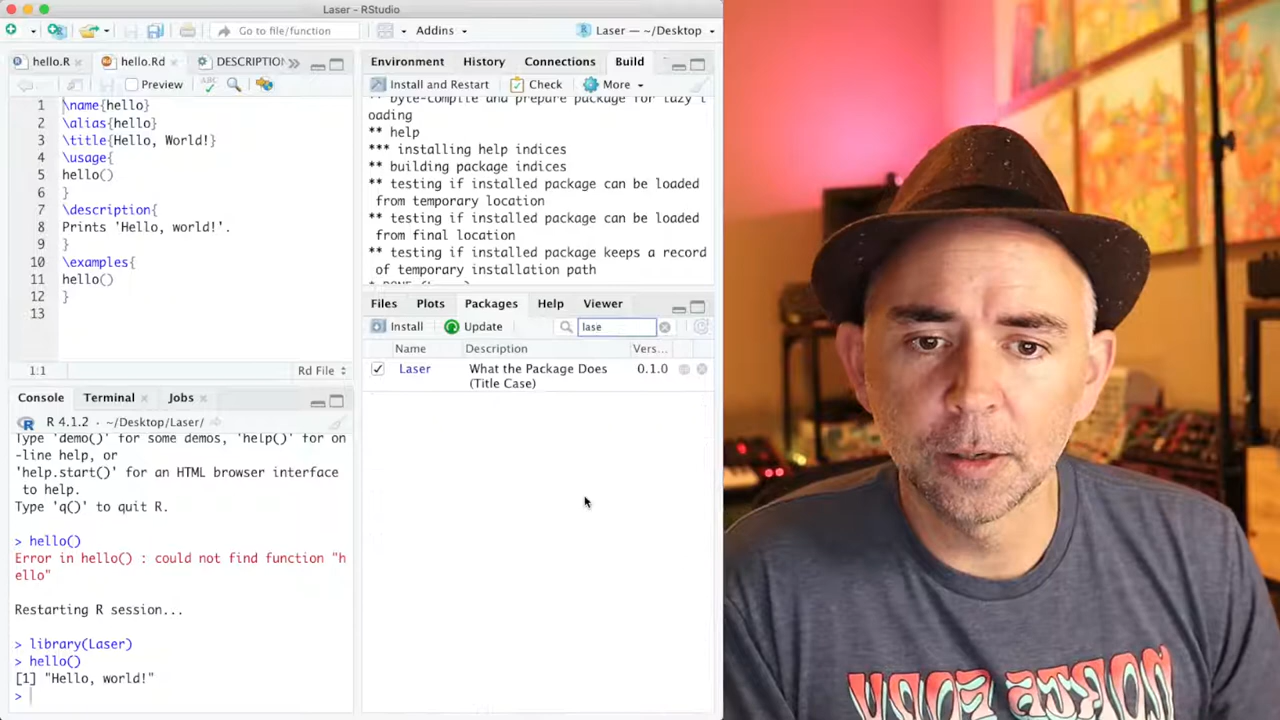 Laser - RStudio
Go to file/function
Addins
Laser — ~/Desktop
hello.R
hello.Rd
DESCRIPTION
Preview
ABC
1 \name{hello}
2 \alias{hello}
3 \title{Hello, World!}
4 \usage{
5 hello()
6 }
7 \description{
8 Prints 'Hello, world!'.
9 }
10 \examples{
11 hello()
12 }
13
1:1
Rd File
Console
Terminal
Jobs
R 4.1.2 · ~/Desktop/Laser/
Type 'demo()' for some demos, 'help()' for on
-line help, or
'help.start()' for an HTML browser interface
to help.
Type 'q()' to quit R.
> hello()
Error in hello() : could not find function "h
ello"
Restarting R session...
> library(Laser)
> hello()
[1] "Hello, world!"
>
Environment
History
Connections
Build
Install and Restart
Check
More
** byte-compile and prepare package for lazy l
oading
** help
*** installing help indices
** building package indices
** testing if installed package can be loaded
from temporary location
** testing if installed package can be loaded
from final location
** testing if installed package keeps a record
of temporary installation path
Files
Plots
Packages
Help
Viewer
Install
Update
lase
Name
Description
Vers...
Laser
What the Package Does
(Title Case)
0.1.0